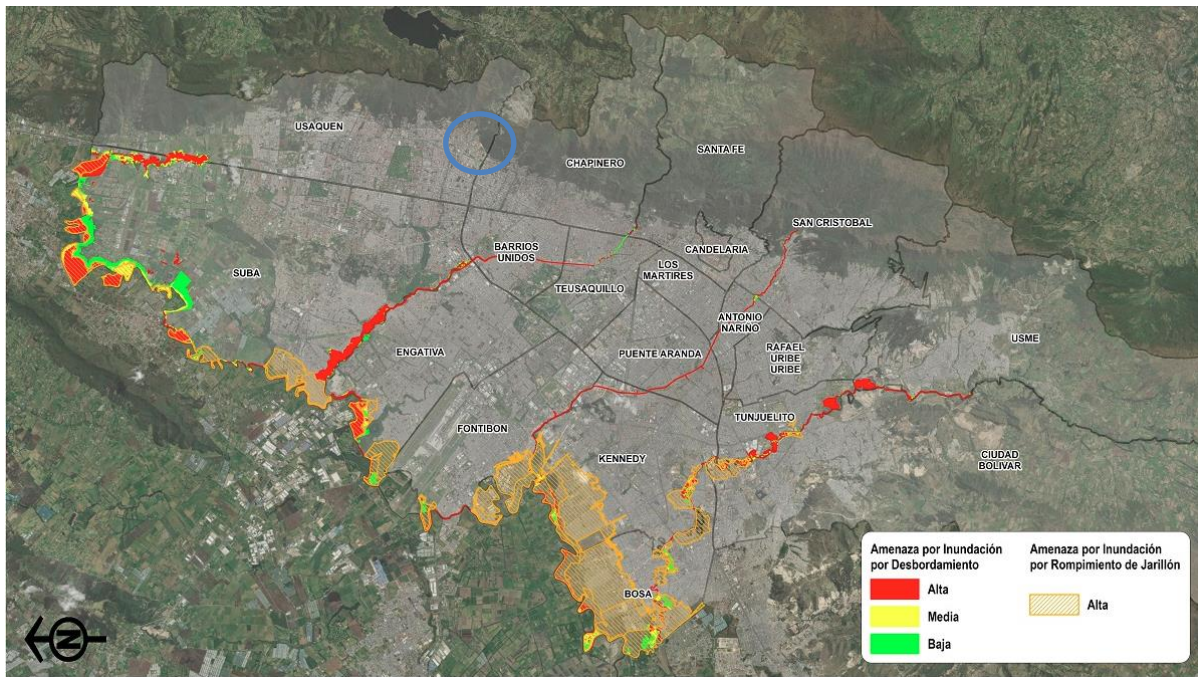 USAQUEN
CHAPINERO
SANTA FE
SAN CRISTOBAL
SUBA
BARRIOS
UNIDOS
CANDELARIA
LOS
MARTIRES
TEUSAQUILLO
ANTONIO
NARIÑO
ENGATIVA
PUENTE ARANDA
RAFAEL
URIBE
URIBE
USME
TUNJUELITO
FONTIBON
KENNEDY
CIUDAD
BOLIVAR
BOSA
N
Amenaza por Inundación
por Desbordamiento
Alta
Media
Baja
Amenaza por Inundación
por Rompimiento de Jarillón
Alta